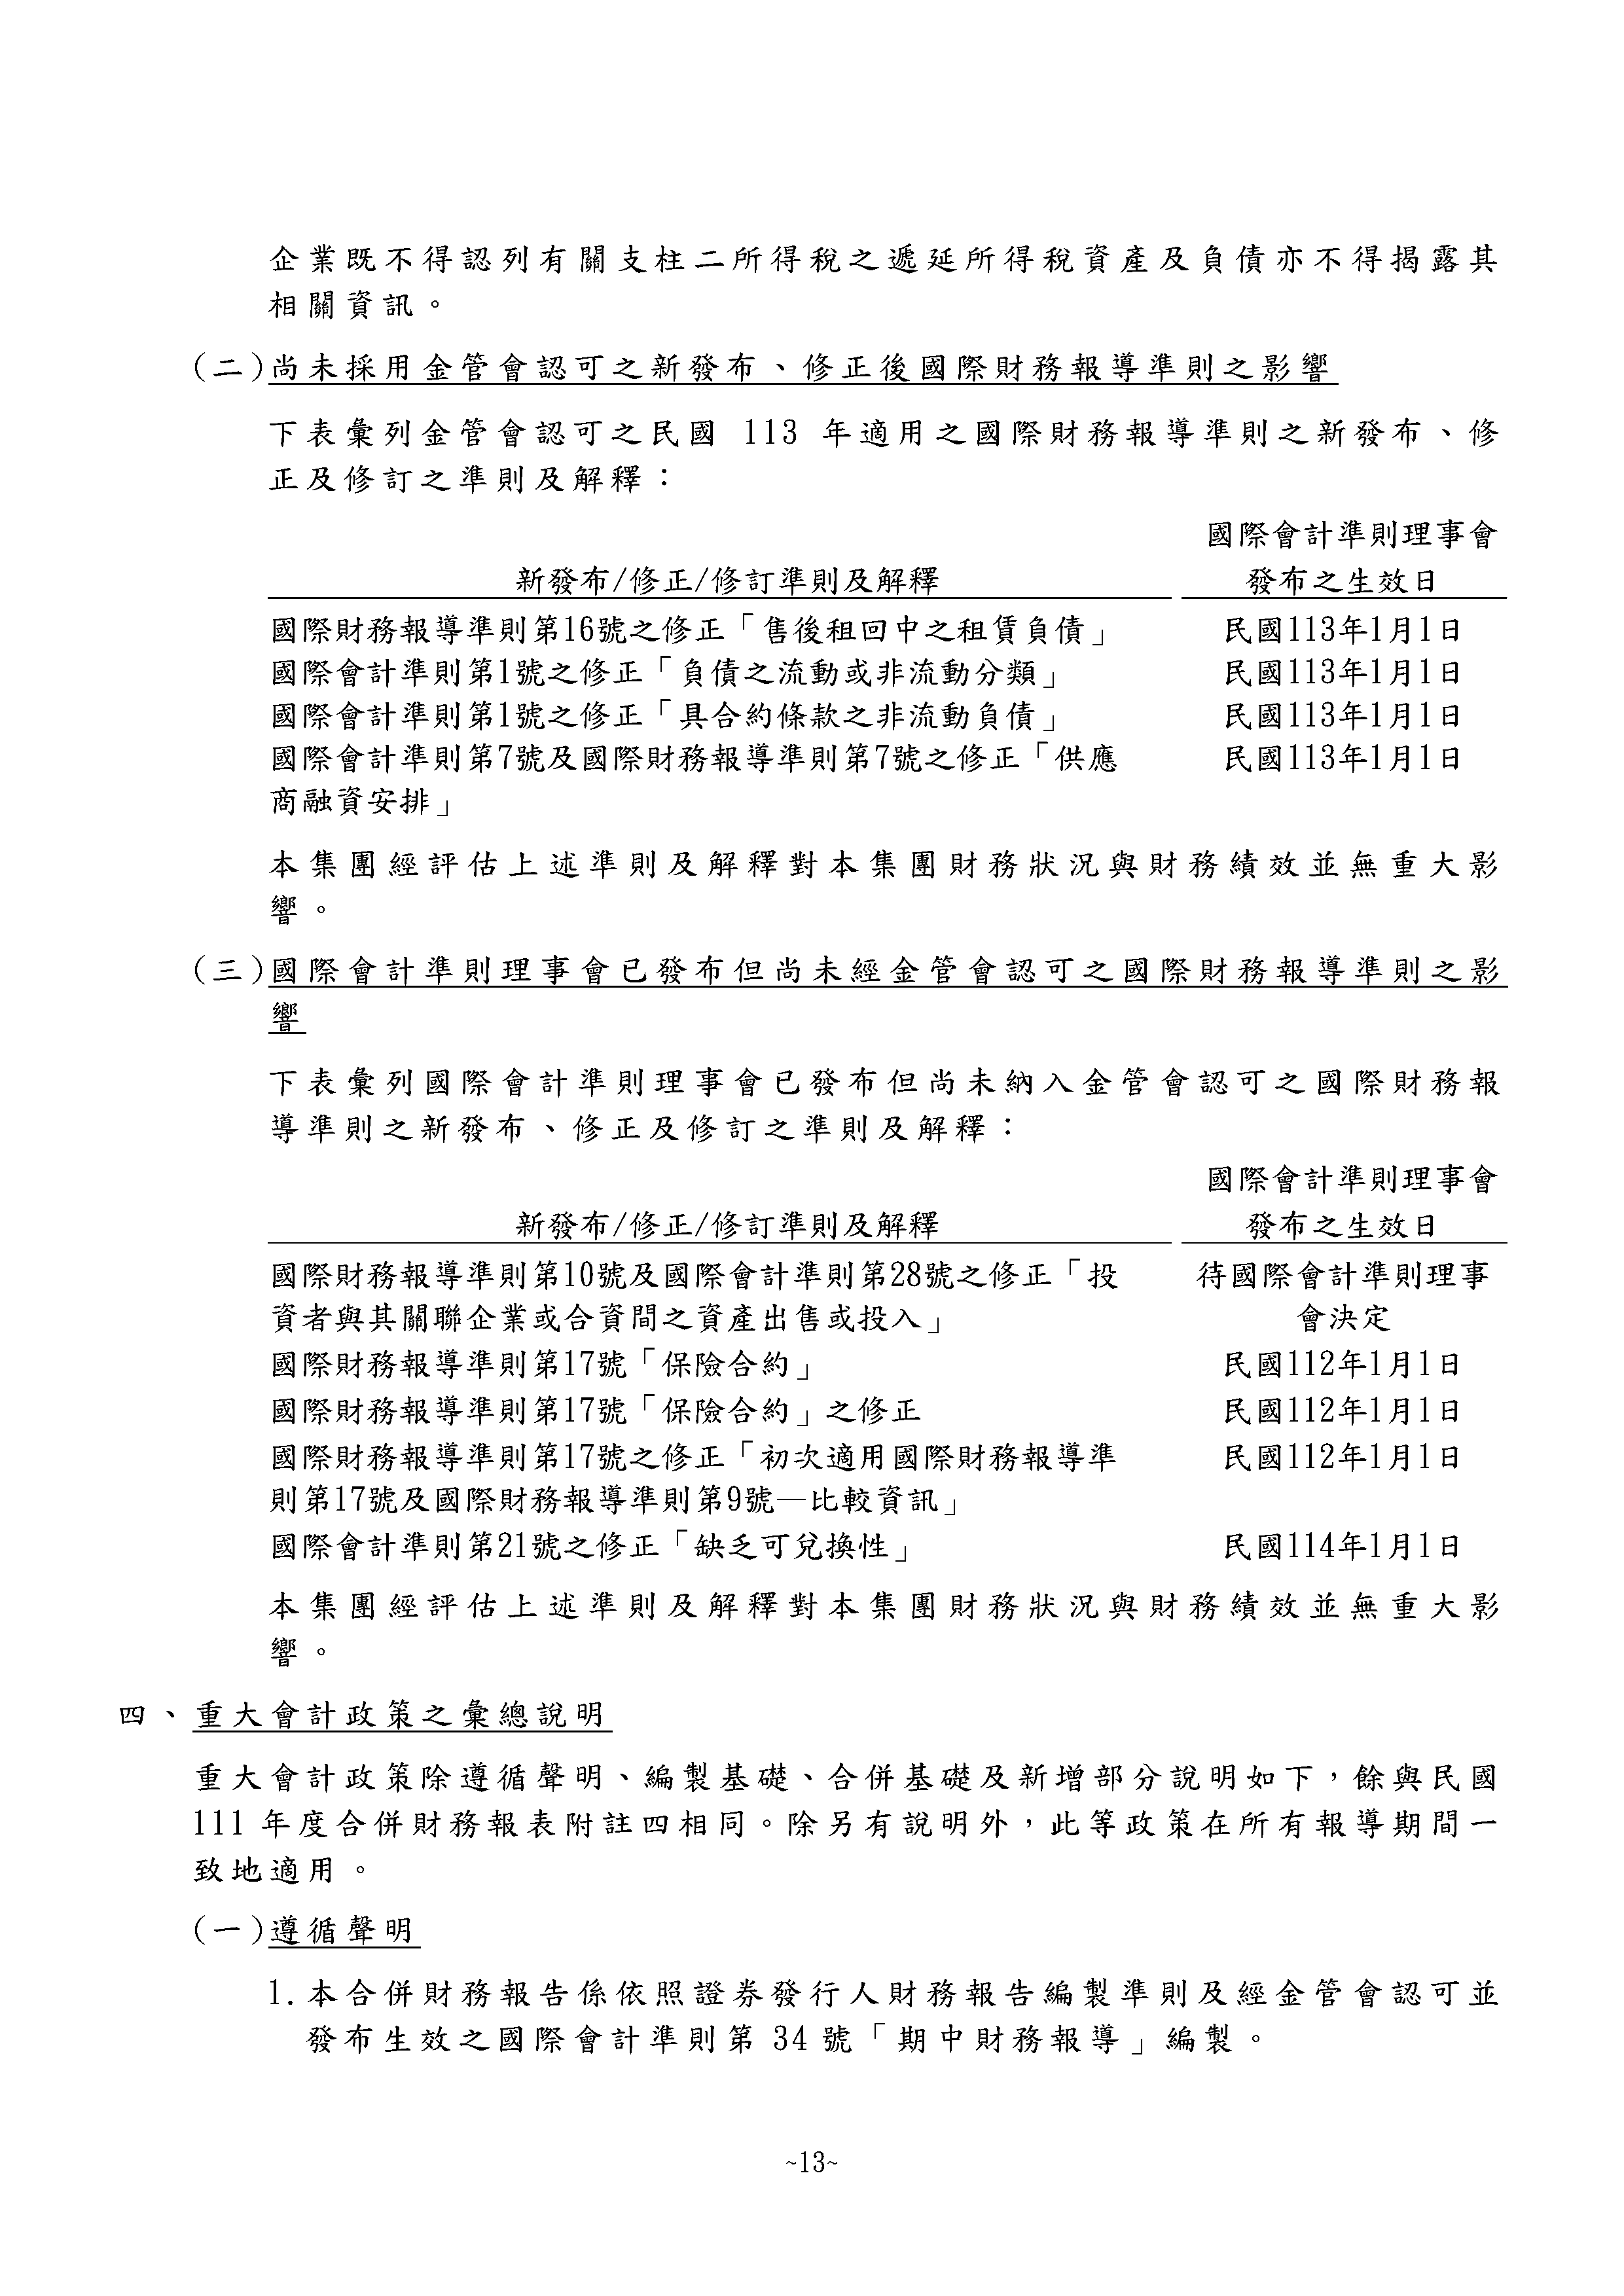 企業既不得認列有關支柱二所得稅之遞延所得稅資產及負債亦不得揭露其
相關資訊。
(二)尚未採用金管會認可之新發布、修正後國際財務報導準則之影響
下表彙列金管會認可之民國 113 年適用之國際財務報導準則之新發布、修
正及修訂之準則及解釋：
國際會計準則理事會
新發布/修正/修訂準則及解釋 發布之生效日
國際財務報導準則第16號之修正「售後租回中之租賃負債」 民國113年1月1日
國際會計準則第1號之修正「負債之流動或非流動分類」 民國113年1月1日
國際會計準則第1號之修正「具合約條款之非流動負債」 民國113年1月1日
國際會計準則第7號及國際財務報導準則第7號之修正「供應 民國113年1月1日
商融資安排」
本集團經評估上述準則及解釋對本集團財務狀況與財務績效並無重大影
響。
(三)國際會計準則理事會已發布但尚未經金管會認可之國際財務報導準則之影
響
下表彙列國際會計準則理事會已發布但尚未納入金管會認可之國際財務報
導準則之新發布、修正及修訂之準則及解釋：
國際會計準則理事會
新發布/修正/修訂準則及解釋 發布之生效日
國際財務報導準則第10號及國際會計準則第28號之修正「投 待國際會計準則理事
資者與其關聯企業或合資間之資產出售或投入」 會決定
國際財務報導準則第17號「保險合約」 民國112年1月1日
國際財務報導準則第17號「保險合約」之修正 民國112年1月1日
國際財務報導準則第17號之修正「初次適用國際財務報導準 民國112年1月1日
則第17號及國際財務報導準則第9號—比較資訊」
國際會計準則第21號之修正「缺乏可兌換性」 民國114年1月1日
本集團經評估上述準則及解釋對本集團財務狀況與財務績效並無重大影
響。
四、重大會計政策之彙總說明
重大會計政策除遵循聲明、編製基礎、合併基礎及新增部分說明如下，餘與民國
111 年度合併財務報表附註四相同。除另有說明外，此等政策在所有報導期間一
致地適用。
(一)遵循聲明
1.本合併財務報告係依照證券發行人財務報告編製準則及經金管會認可並
發布生效之國際會計準則第 34 號「期中財務報導」編製。
~13~